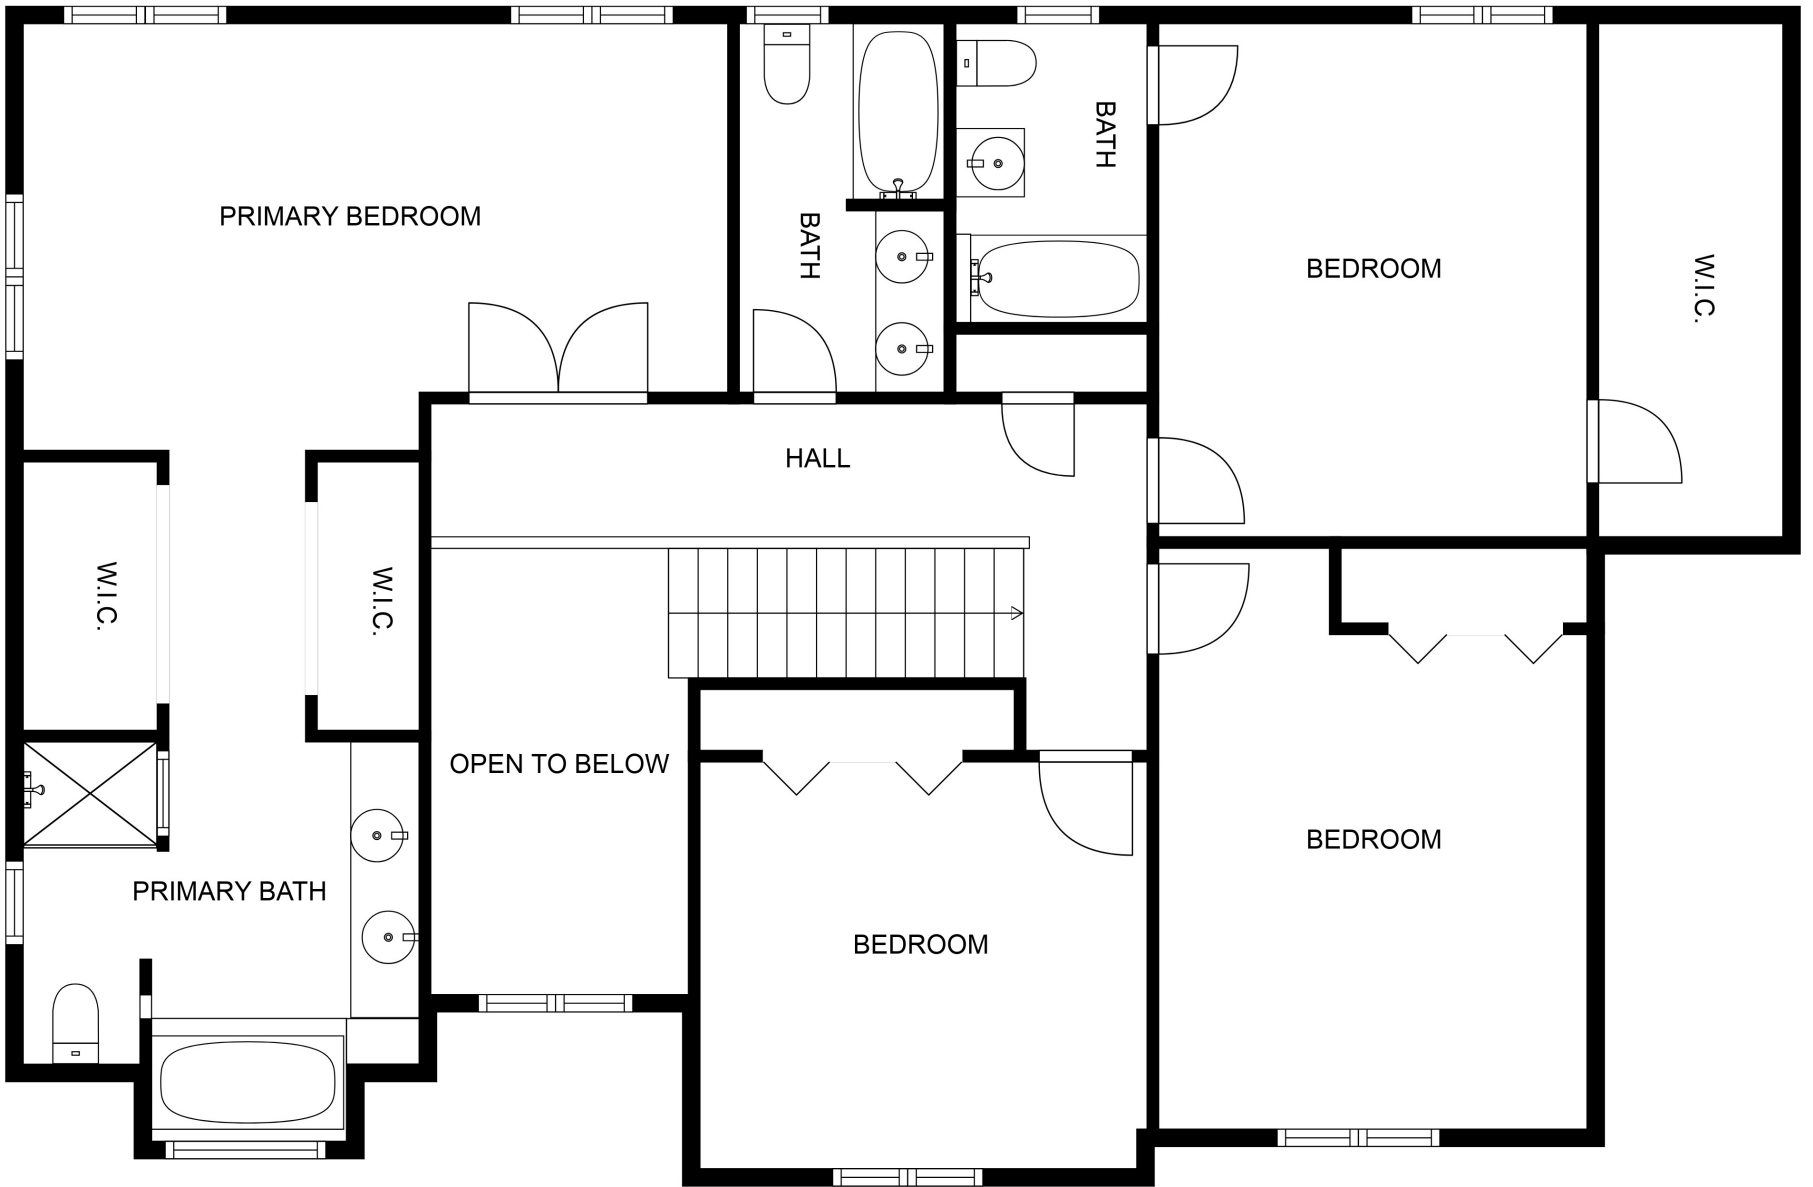 BATH
PRIMARY BEDROOM
BATH
BEDROOM
W.I.C.
HALL
W.I.C.
W.I.C.
OPEN TO BELOW
BEDROOM
PRIMARY BATH
BEDROOM